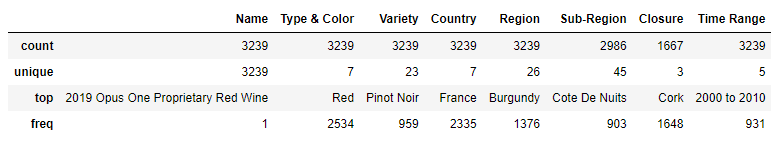 Name Type & Color Variety Country Region Sub-Region Closure Time Range
count 3239 3239 3239 3239 3239 2986 1667 3239
unique 3239 7 23 7 26 45 3 5
top 2019 Opus One Proprietary Red Wine Red Pinot Noir France Burgundy Cote De Nuits Cork 2000 to 2010
freq 1 2534 959 2335 1376 903 1648 931